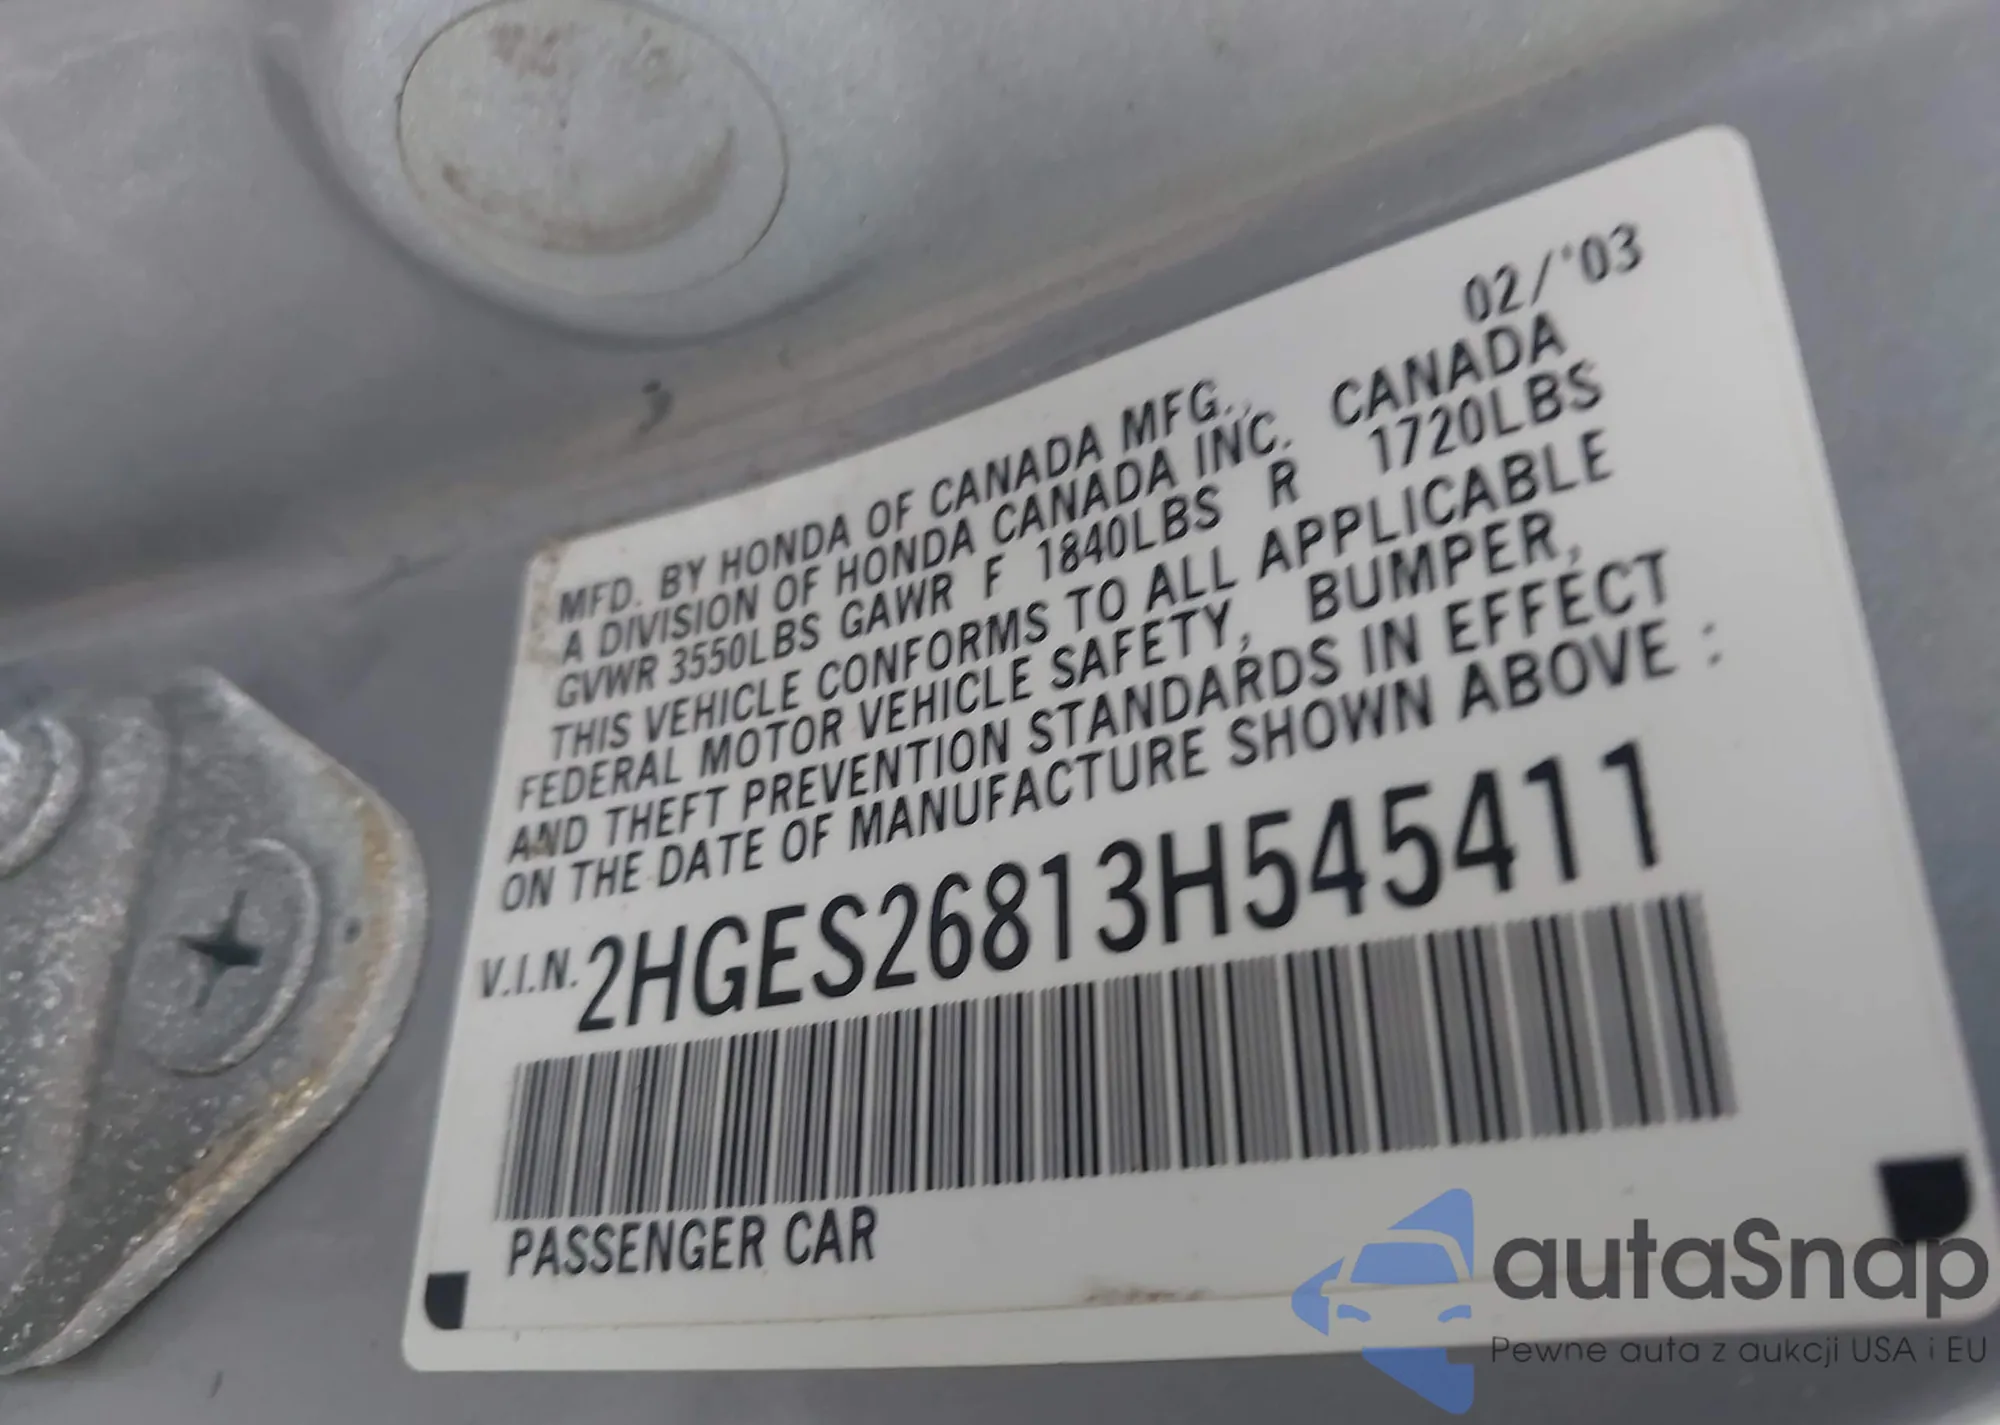 02/'03
MFD. BY HONDA OF CANADA MFG.,
A DIVISION OF HONDA CANADA INC. CANADA
GVWR 3550LBS GAWR F 1840LBS R 1720LBS
THIS VEHICLE CONFORMS TO ALL APPLICABLE
FEDERAL MOTOR VEHICLE SAFETY, BUMPER,
AND THEFT PREVENTION STANDARDS IN EFFECT
ON THE DATE OF MANUFACTURE SHOWN ABOVE :
V.I.N. 2HGES26813H545411
PASSENGER CAR
autaSnap
Pewne auta z aukcji USA i EU